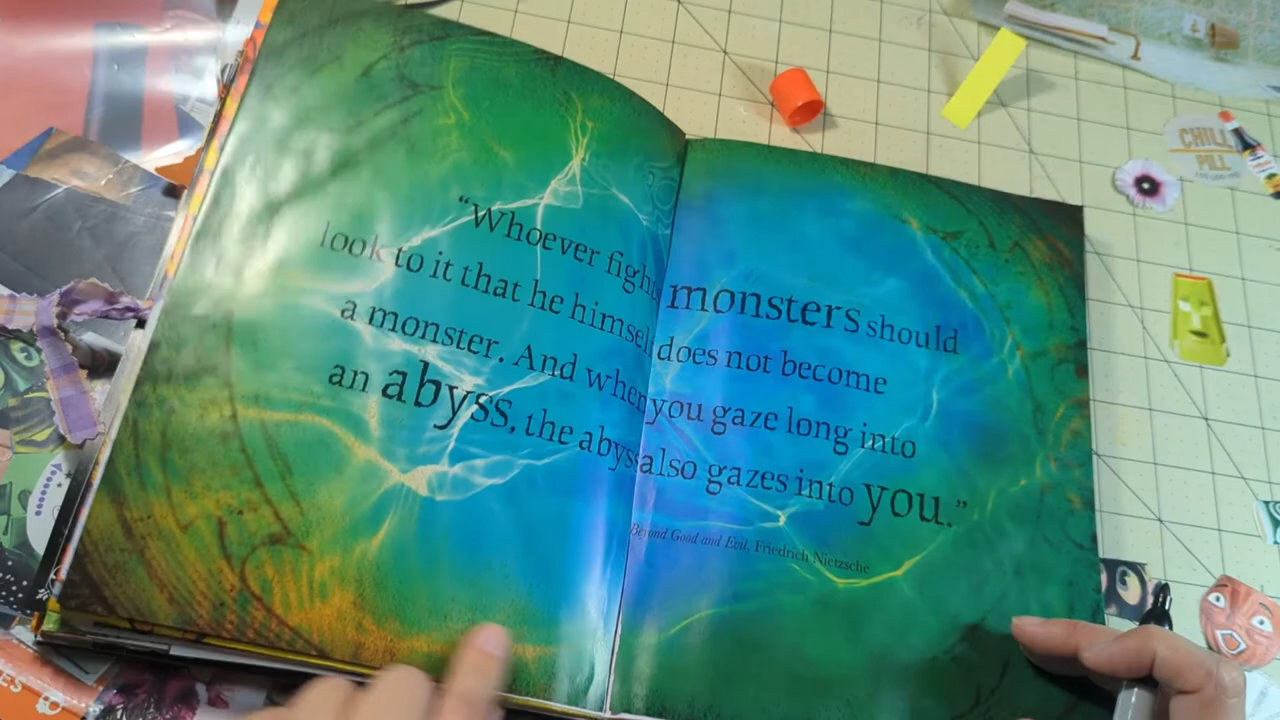 “Whoever fights monsters should
look to it that he himself does not become
a monster. And when you gaze long into
an abyss, the abyss also gazes into you.”
Beyond Good and Evil, Friedrich Nietzsche
CHILL
PILL